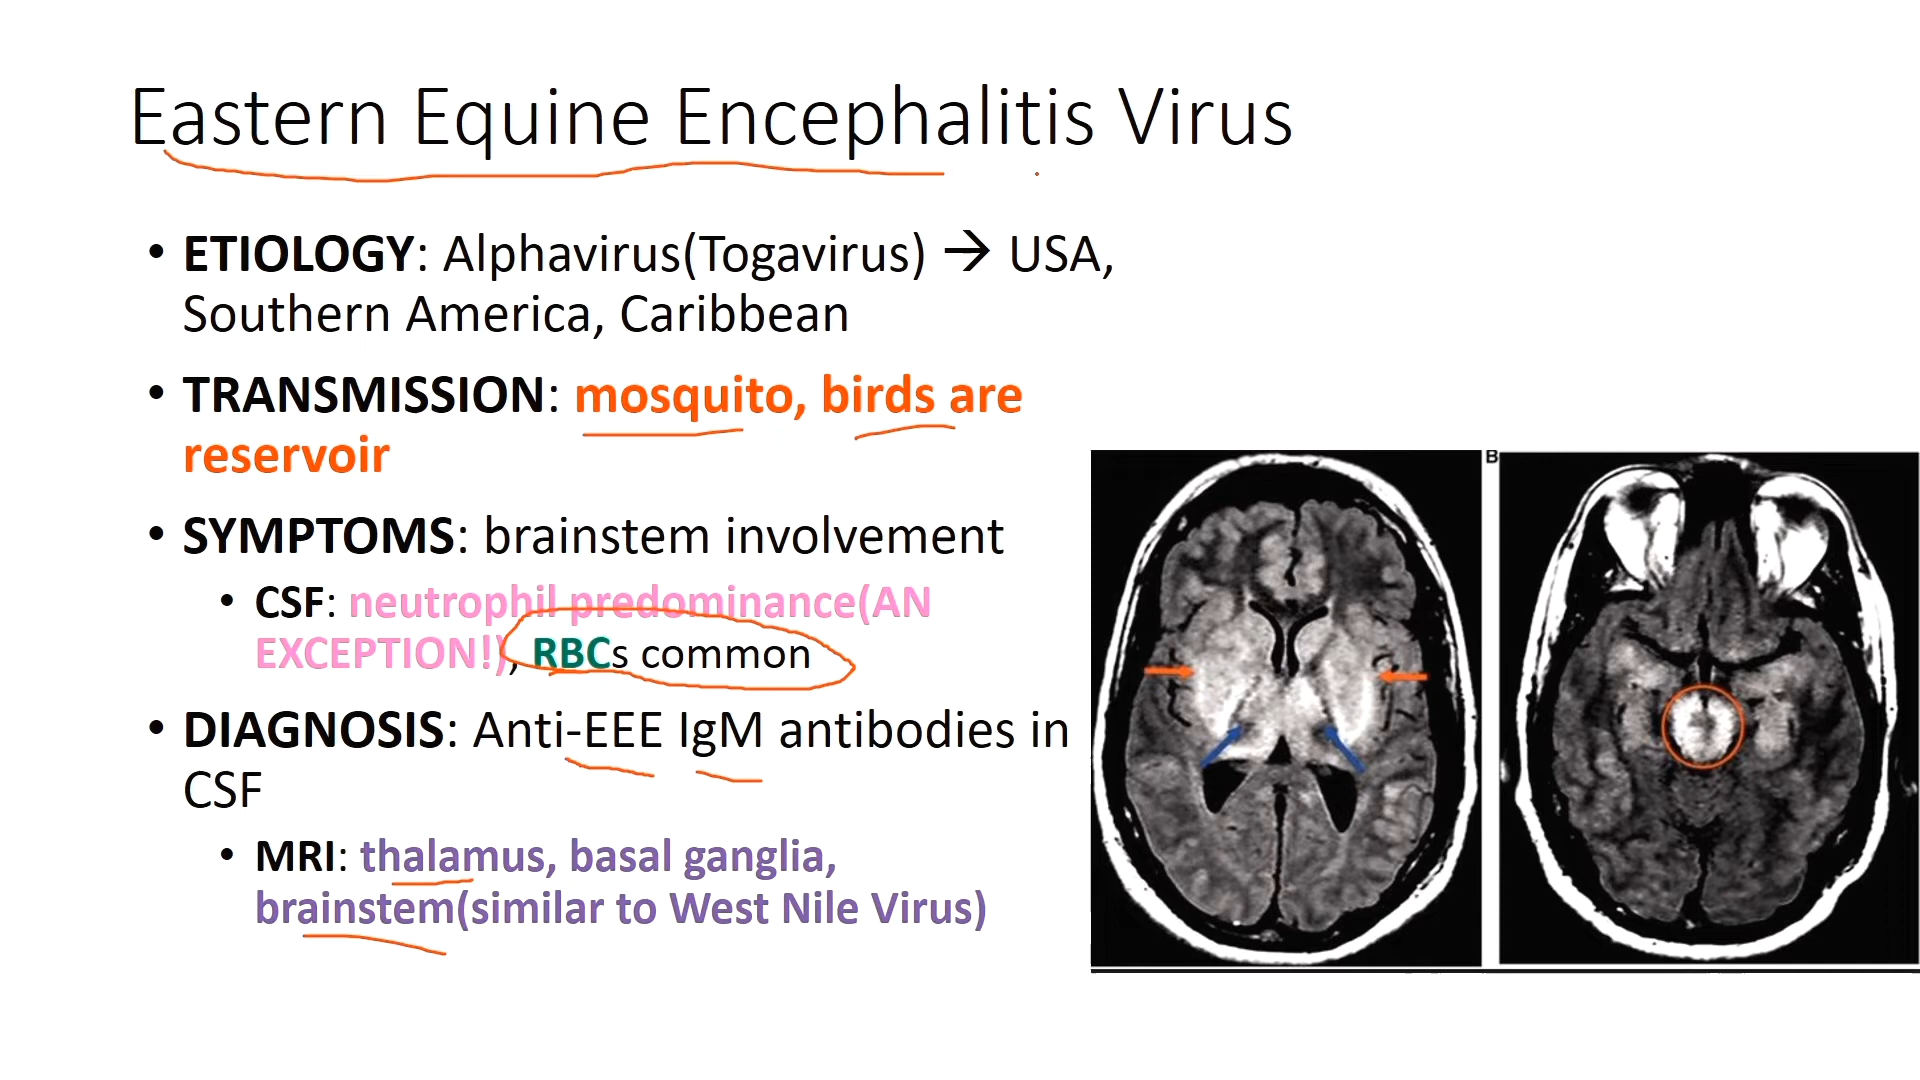 Eastern Equine Encephalitis Virus
• ETIOLOGY: Alphavirus(Togavirus) → USA,
Southern America, Caribbean
• TRANSMISSION: mosquito, birds are
reservoir
• SYMPTOMS: brainstem involvement
• CSF: neutrophil predominance(AN
EXCEPTION!), RBCs common
• DIAGNOSIS: Anti-EEE IgM antibodies in
CSF
• MRI: thalamus, basal ganglia,
brainstem(similar to West Nile Virus)
B